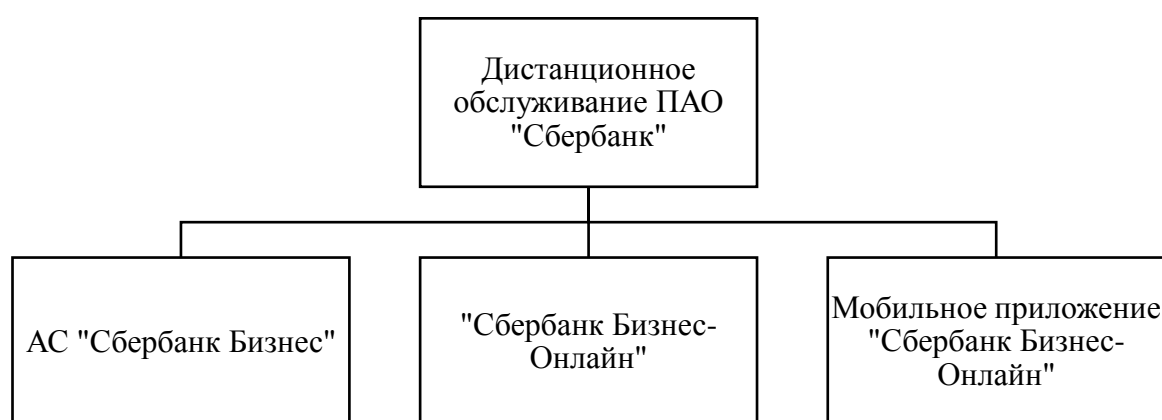 Дистанционное
обслуживание ПАО
"Сбербанк"
АС "Сбербанк Бизнес"
"Сбербанк Бизнес-
Онлайн"
Мобильное приложение
"Сбербанк Бизнес-
Онлайн"